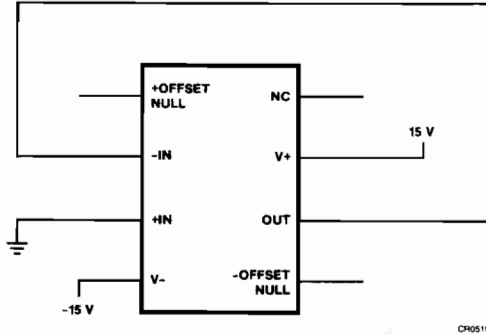 +OFFSET
NULL
NC
15 V
-IN
V+
+IN
OUT
V-
-OFFSET
NULL
-15 V